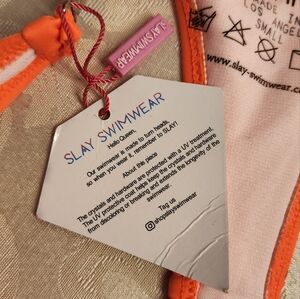 SLAY SWIMWEAR
SLAY SWIMWEAR
Hello Queen,
Our swimwear is made to turn heads,
so when you wear it, remember to SLAY!
About this piece
The crystals and hardware are protected with a UV treatment.
The UV protective coat helps keep the crystals and hardware
from discoloring or breaking and extends the longevity of the
swimwear.
Tag us
@shopslayswimwear
MADE IN
LOS ANGELES
SMALL
www.slay-swimwear.c